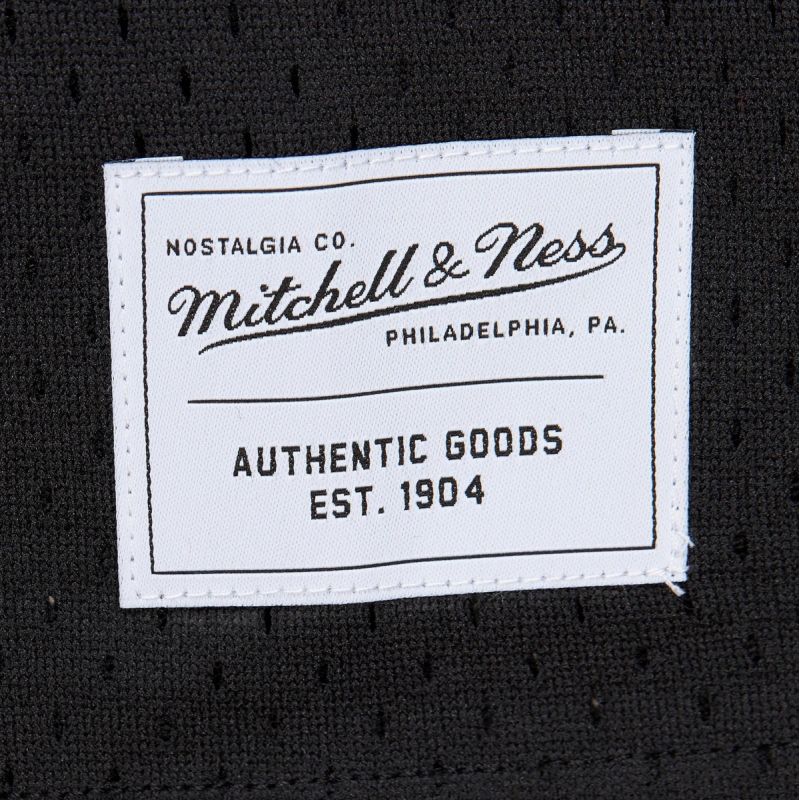 NOSTALGIA CO.
Mitchell & Ness
PHILADELPHIA, PA.
AUTHENTIC GOODS
EST. 1904